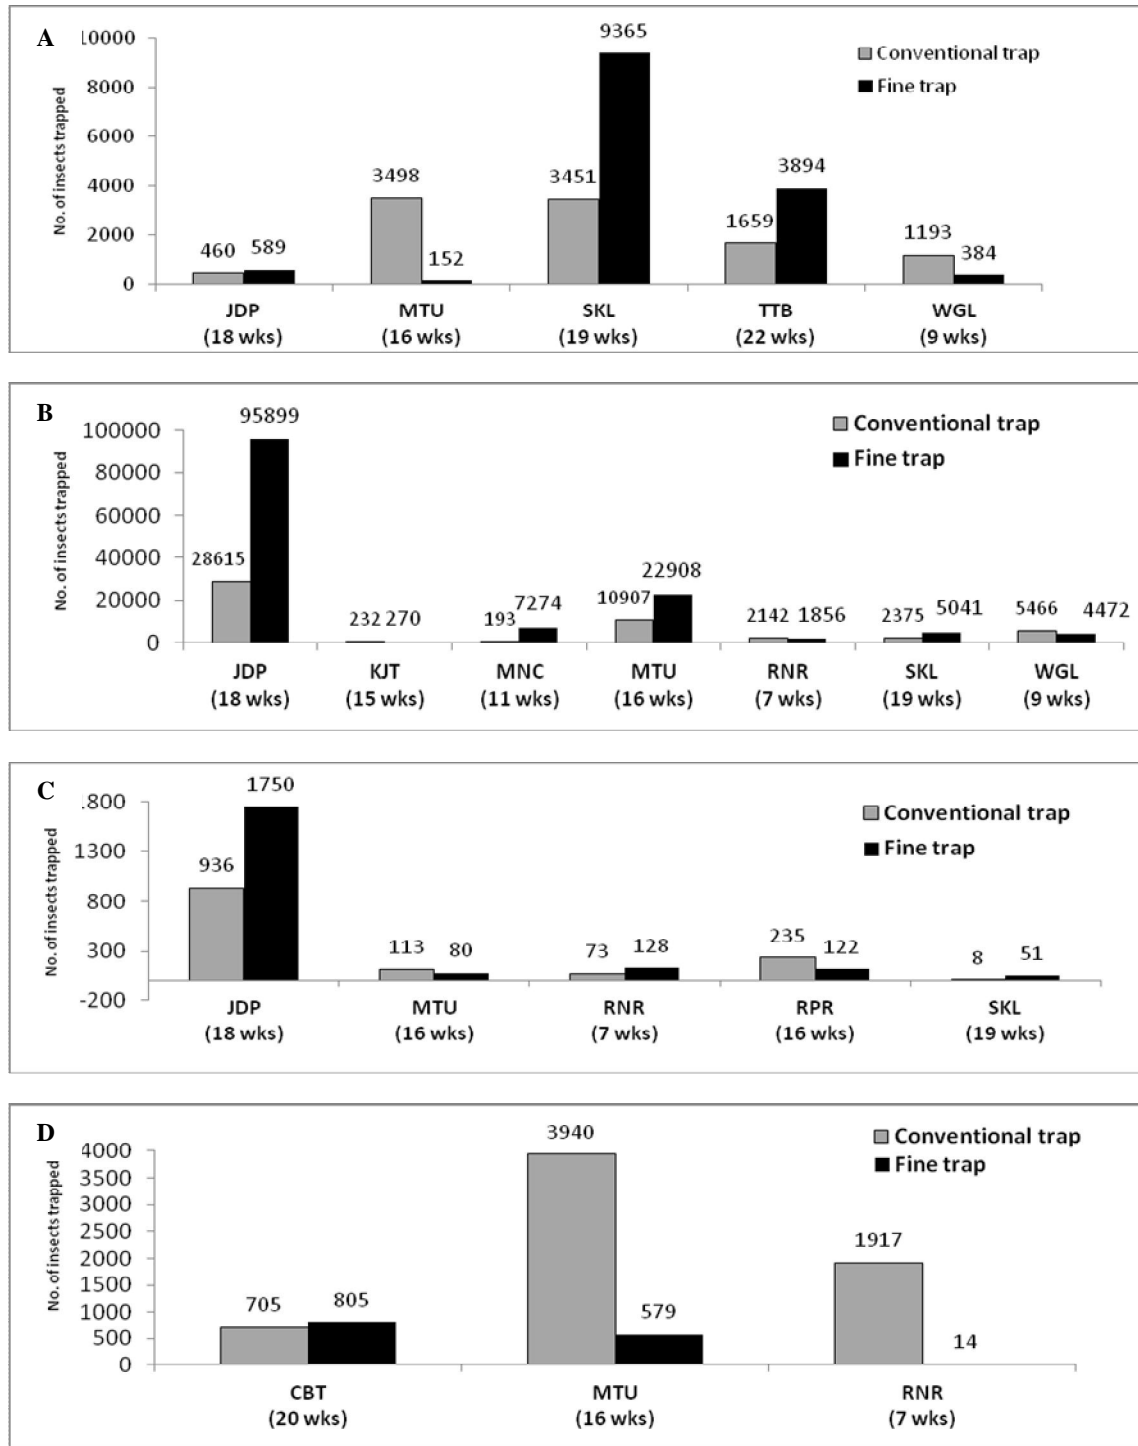 A
No. of insects trapped
10000
8000
6000
4000
2000
0
460 589
3498 152
3451 9365
1659 3894
1193 384
Conventional trap
Fine trap
JDP MTU SKL TTB WGL
(18 wks) (16 wks) (19 wks) (22 wks) (9 wks)
B
No. of insects trapped
100000
80000
60000
40000
20000
0
28615 95899
232 270
193 7274
10907 22908
2142 1856
2375 5041
5466 4472
Conventional trap
Fine trap
JDP KJT MNC MTU RNR SKL WGL
(18 wks) (15 wks) (11 wks) (16 wks) (7 wks) (19 wks) (9 wks)
C
No. of insects trapped
1800
1300
800
300
-200
936 1750
113 80
73 128
235 122
8 51
Conventional trap
Fine trap
JDP MTU RNR RPR SKL
(18 wks) (16 wks) (7 wks) (16 wks) (19 wks)
D
No. of insects trapped
4000
3500
3000
2500
2000
1500
1000
500
0
705 805
3940 579
1917 14
Conventional trap
Fine trap
CBT MTU RNR
(20 wks) (16 wks) (7 wks)